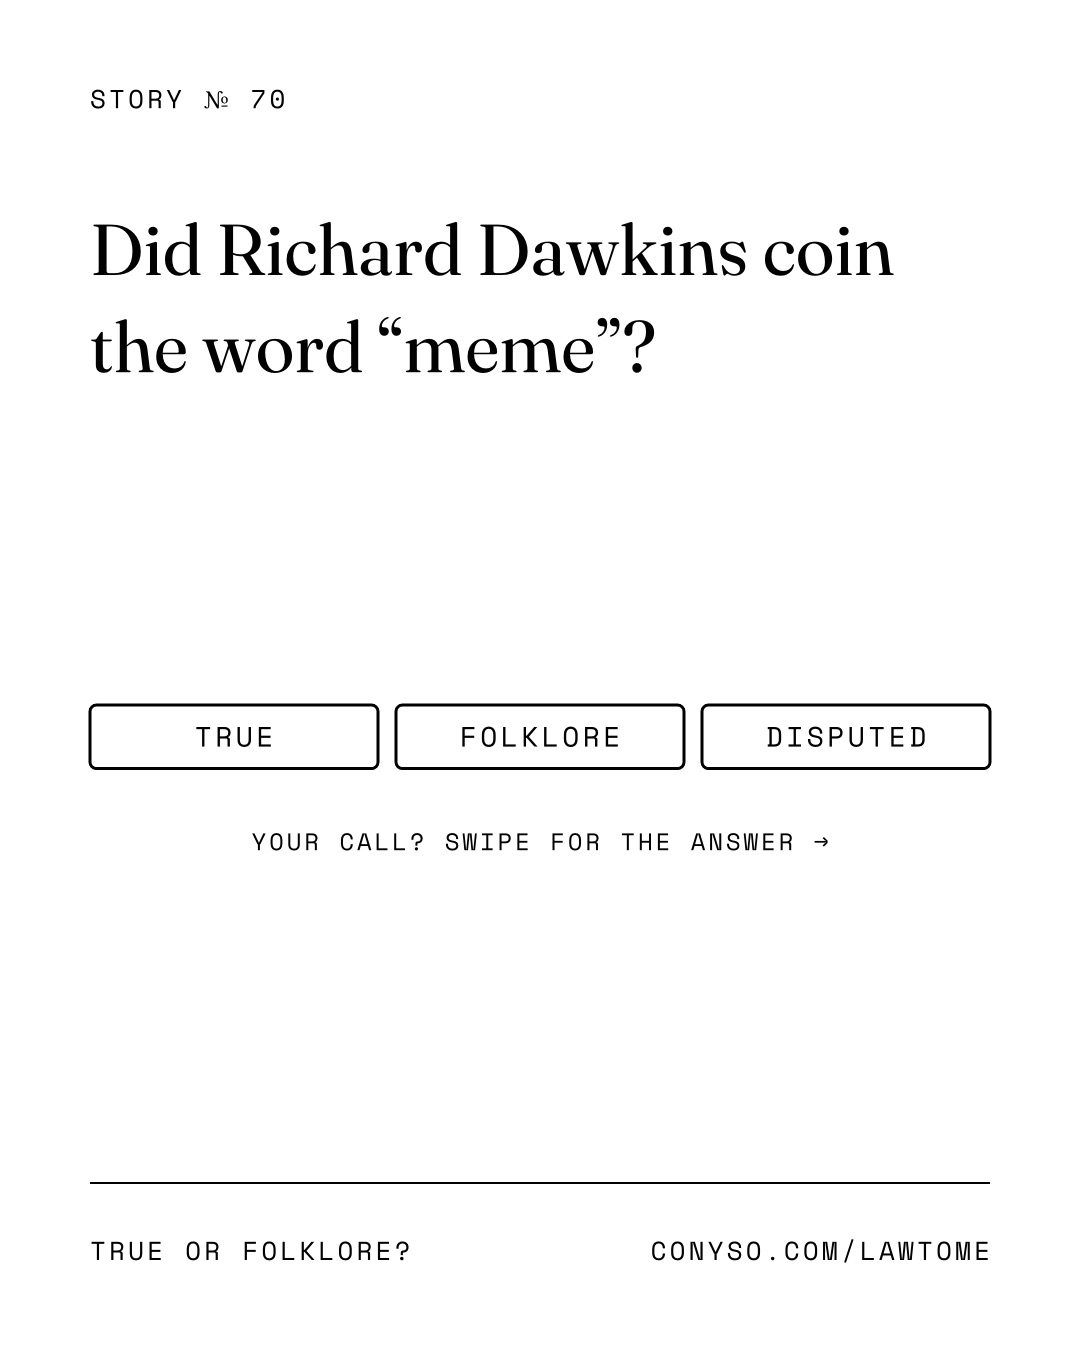 STORY № 70
Did Richard Dawkins coin
the word “meme”?
TRUE
FOLKLORE
DISPUTED
YOUR CALL? SWIPE FOR THE ANSWER →
TRUE OR FOLKLORE?
CONYSO.COM/LAWTOME